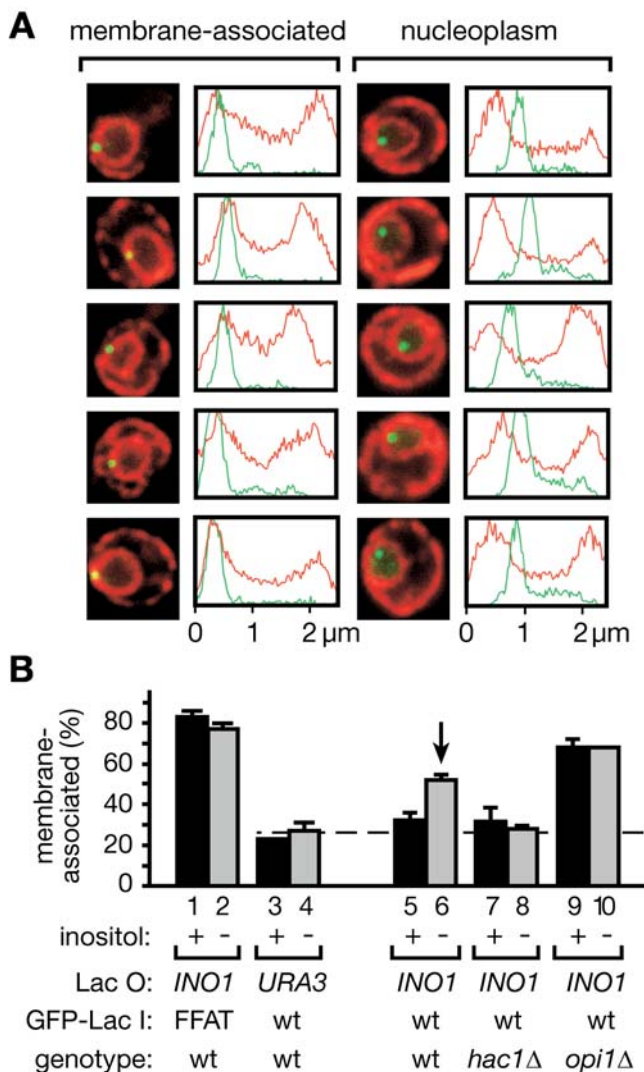 A
membrane-associated nucleoplasm
0 1 2 µm 0 1 2 µm
B
membrane-
associated (%)
80
60
40
20
0
1 2 3 4 5 6 7 8 9 10
inositol: + - + - + - + - + -
Lac O: INO1 URA3 INO1 INO1 INO1
GFP-Lac I: FFAT wt wt wt wt
genotype: wt wt wt hac1Δ opi1Δ